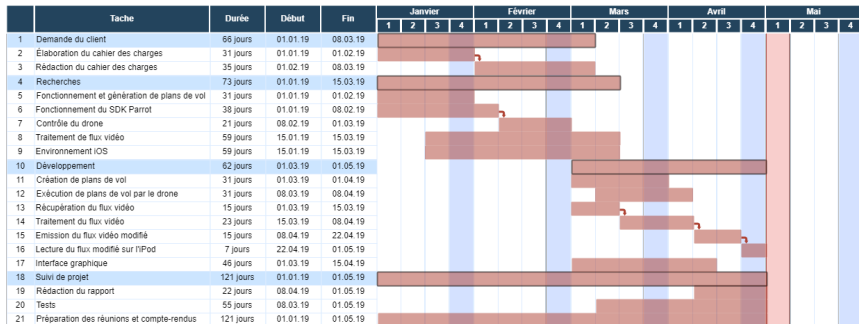 Tache Durée Début Fin Janvier Février Mars Avril Mai
1 2 3 4 1 2 3 4 1 2 3 4 1 2 3 4 1 2 3 4
1 Demande du client 66 jours 01.01.19 08.03.19
2 Élaboration du cahier des charges 31 jours 01.01.19 01.02.19
3 Rédaction du cahier des charges 35 jours 01.02.19 08.03.19
4 Recherches 73 jours 01.01.19 15.03.19
5 Fonctionnement et génération de plans de vol 31 jours 01.01.19 01.02.19
6 Fonctionnement du SDK Parrot 38 jours 01.01.19 08.02.19
7 Contrôle du drone 21 jours 08.02.19 01.03.19
8 Traitement de flux vidéo 59 jours 15.01.19 15.03.19
9 Environnement iOS 59 jours 15.01.19 15.03.19
10 Développement 62 jours 01.03.19 01.05.19
11 Création de plans de vol 31 jours 01.03.19 01.04.19
12 Exécution de plans de vol par le drone 31 jours 08.03.19 08.04.19
13 Récupération du flux vidéo 15 jours 01.03.19 15.03.19
14 Traitement du flux vidéo 23 jours 15.03.19 08.04.19
15 Emission du flux vidéo modifié 15 jours 08.04.19 22.04.19
16 Lecture du flux modifié sur l'iPod 7 jours 22.04.19 01.05.19
17 Interface graphique 46 jours 01.03.19 15.04.19
18 Suivi de projet 121 jours 01.01.19 01.05.19
19 Rédaction du rapport 22 jours 08.04.19 01.05.19
20 Tests 55 jours 08.03.19 01.05.19
21 Préparation des réunions et compte-rendus 121 jours 01.01.19 01.05.19